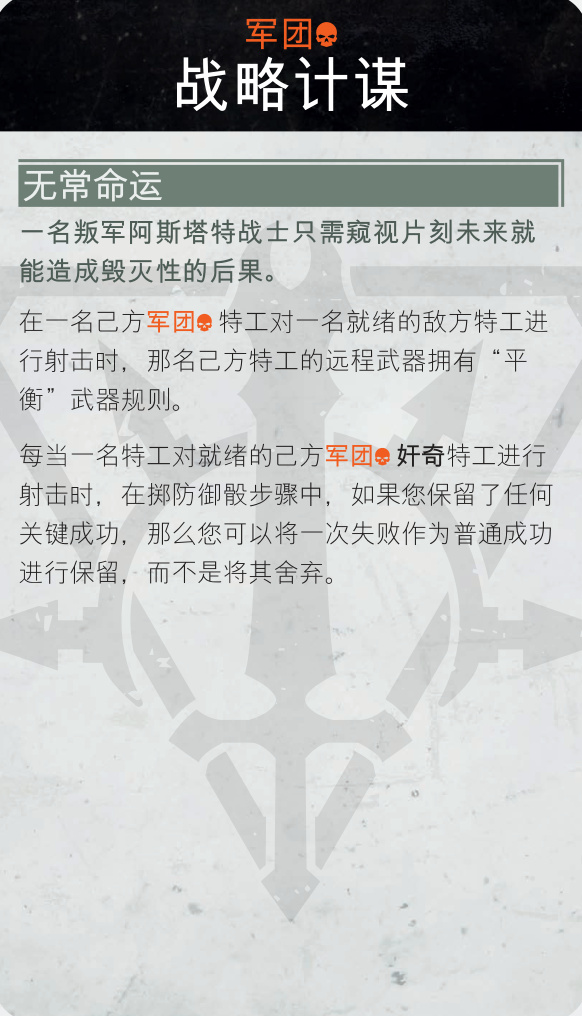 军团
战略计谋
无常命运
一名叛军阿斯塔特战士只需窥视片刻未来就
能造成毁灭性的后果。
在一名己方军团 特工对一名就绪的敌方特工进
行射击时，那名己方特工的远程武器拥有“平
衡”武器规则。
每当一名特工对就绪的己方军团 奸奇特工进行
射击时，在掷防御骰步骤中，如果您保留了任何
关键成功，那么您可以将一次失败作为普通成功
进行保留，而不是将其舍弃。